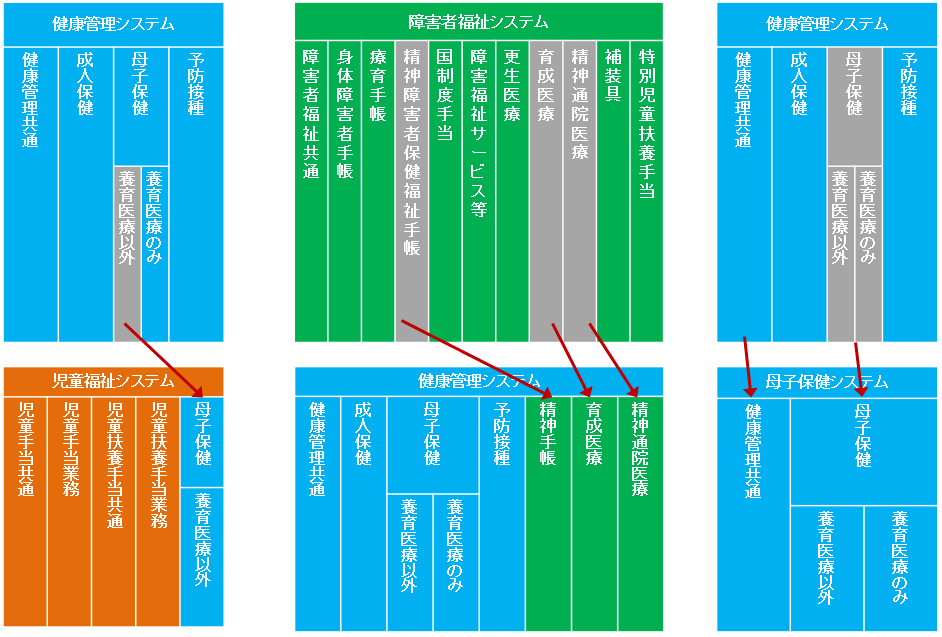 健康管理システム
健康管理共通
成人保健
母子保健
養育医療以外
養育医療のみ
予防接種
児童福祉システム
児童手当共通
児童手当業務
児童扶養手当共通
児童扶養手当業務
母子保健
養育医療以外
障害者福祉システム
障害者福祉共通
身体障害者手帳
療育手帳
精神障害者保健福祉手帳
国制度手当
障害福祉サービス等
更生医療
育成医療
精神通院医療
補装具
特別児童扶養手当
健康管理システム
健康管理共通
成人保健
母子保健
養育医療以外
養育医療のみ
予防接種
精神手帳
育成医療
精神通院医療
健康管理システム
健康管理共通
成人保健
母子保健
養育医療以外
養育医療のみ
予防接種
母子保健システム
健康管理共通
母子保健
養育医療以外
養育医療のみ